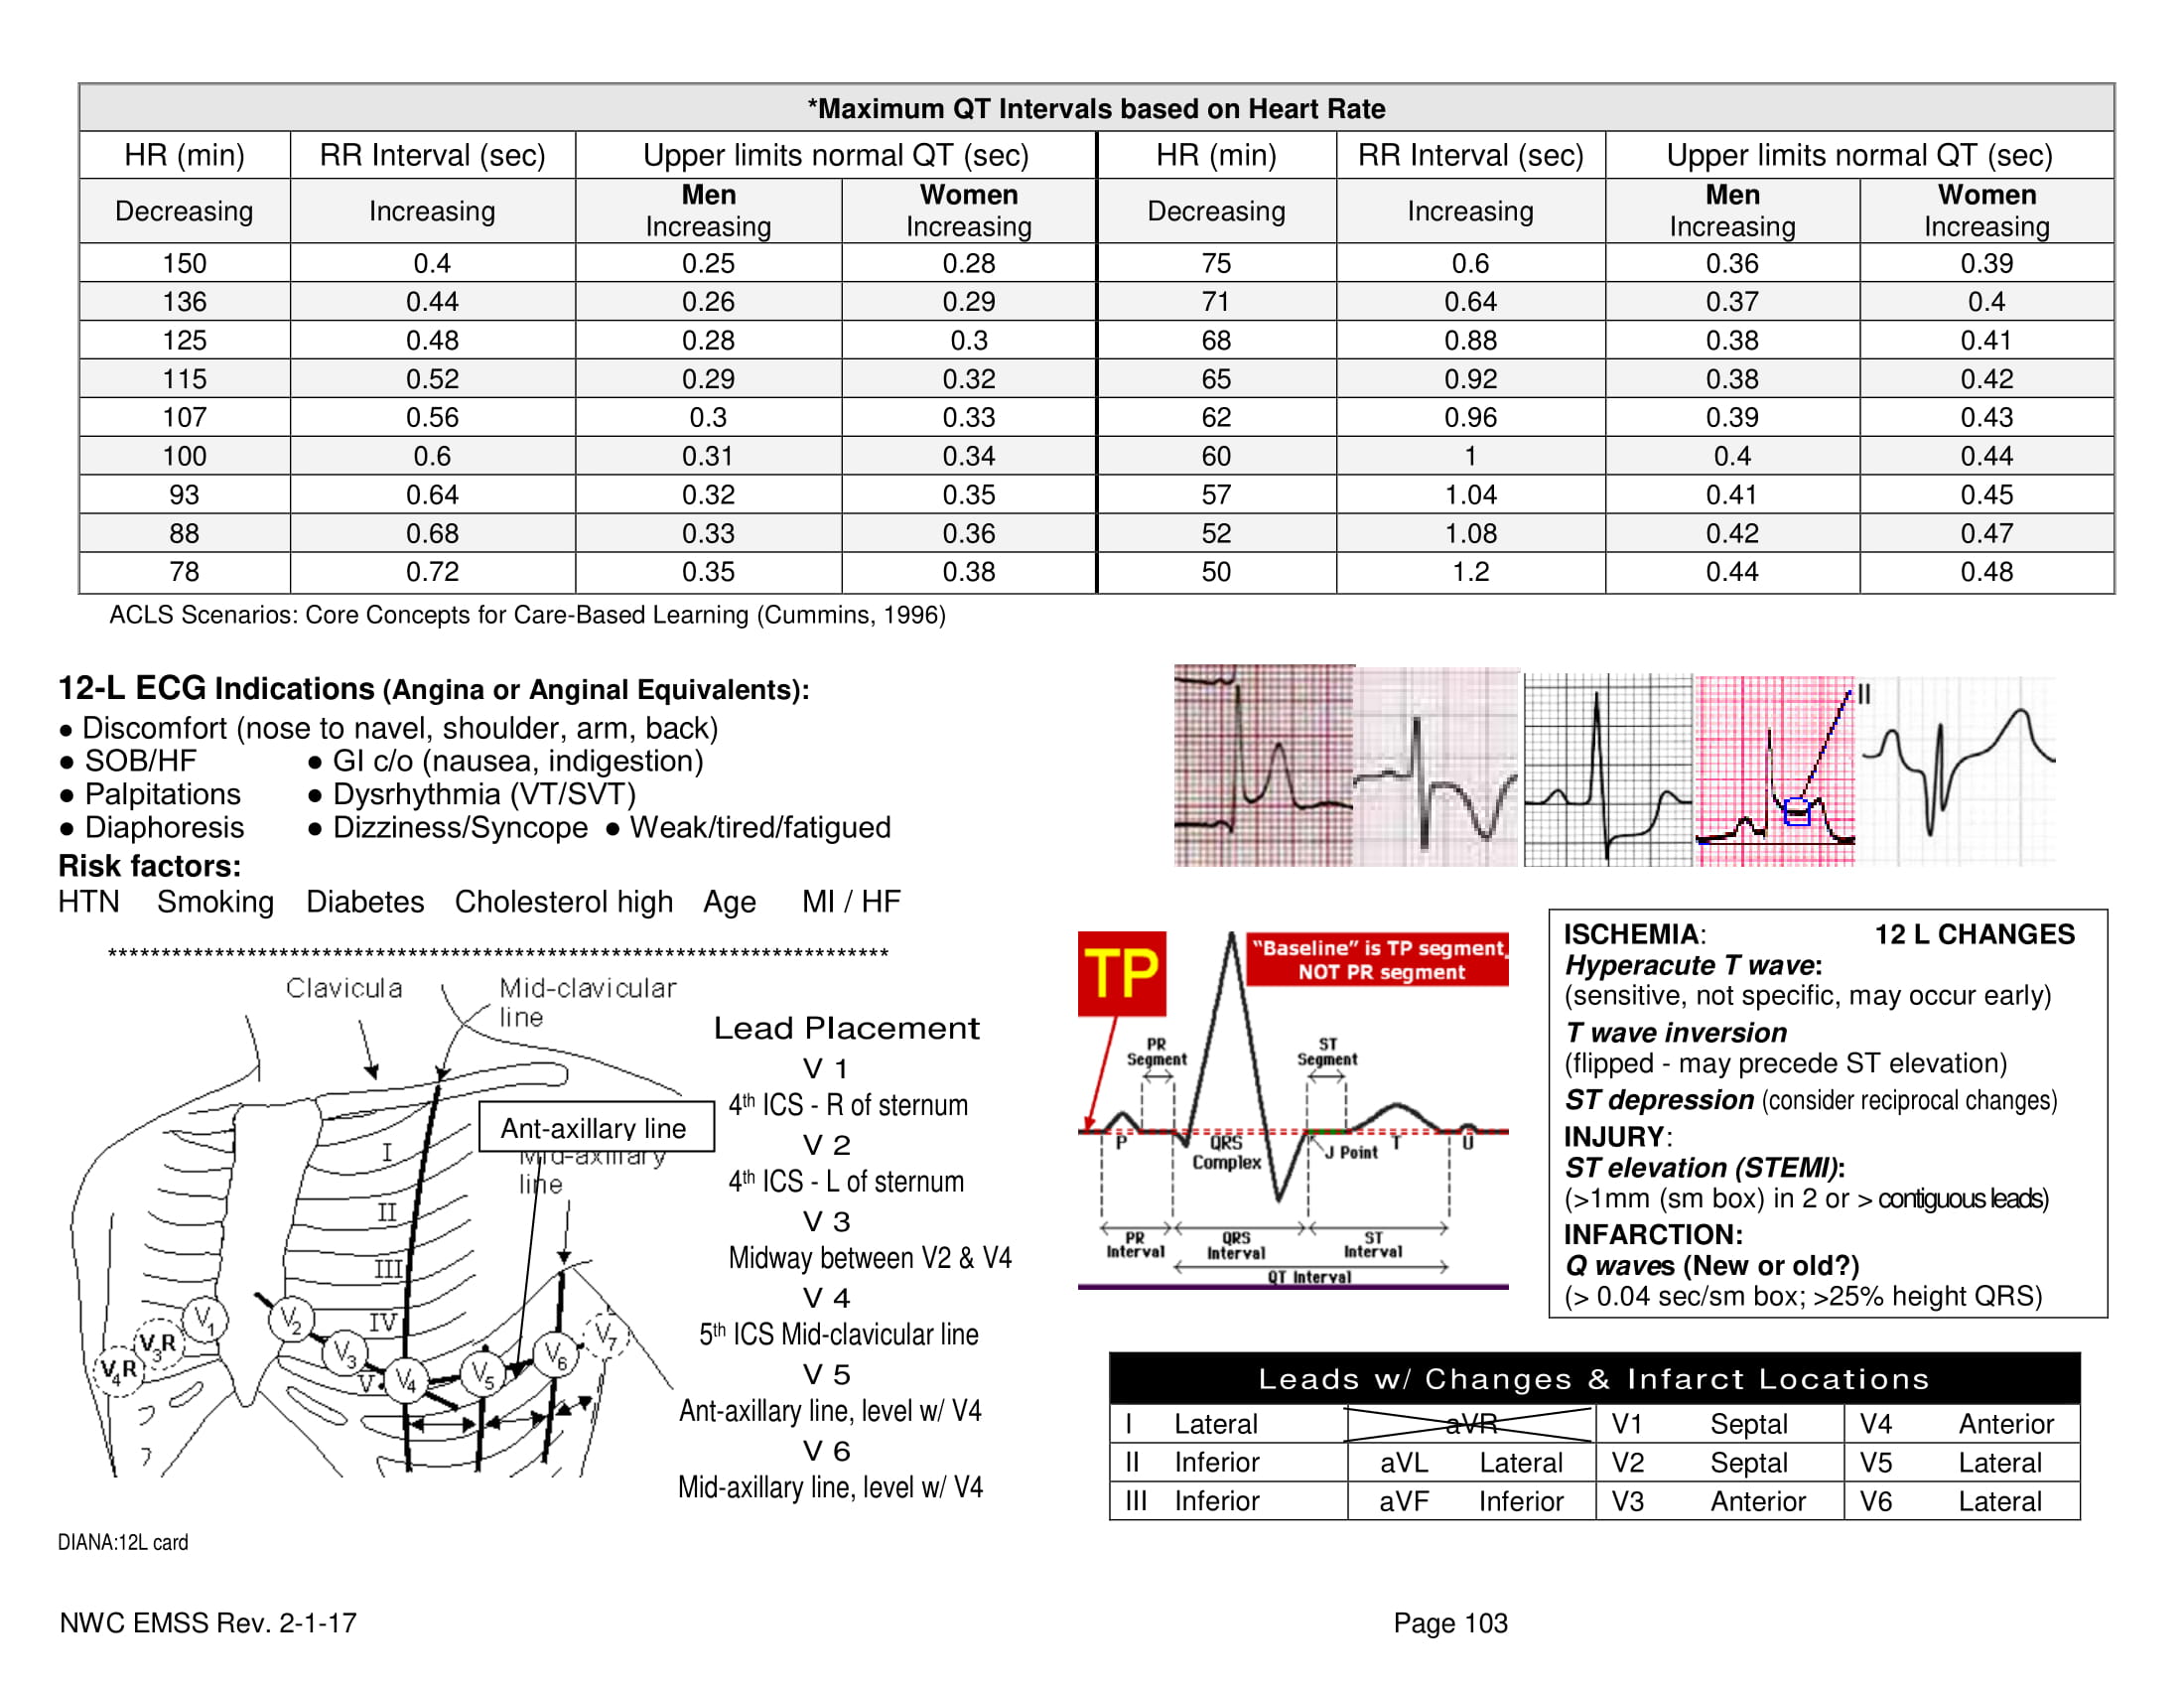 *Maximum QT Intervals based on Heart Rate
HR (min) RR Interval (sec) Upper limits normal QT (sec) HR (min) RR Interval (sec) Upper limits normal QT (sec)
Decreasing Increasing Men Increasing Women Increasing Decreasing Increasing Men Increasing Women Increasing
150 0.4 0.25 0.28 75 0.6 0.36 0.39
136 0.44 0.26 0.29 71 0.64 0.37 0.4
125 0.48 0.28 0.3 68 0.88 0.38 0.41
115 0.52 0.29 0.32 65 0.92 0.38 0.42
107 0.56 0.3 0.33 62 0.96 0.39 0.43
100 0.6 0.31 0.34 60 1 0.4 0.44
93 0.64 0.32 0.35 57 1.04 0.41 0.45
88 0.68 0.33 0.36 52 1.08 0.42 0.47
78 0.72 0.35 0.38 50 1.2 0.44 0.48
ACLS Scenarios: Core Concepts for Care-Based Learning (Cummins, 1996)
12-L ECG Indications (Angina or Anginal Equivalents):
● Discomfort (nose to navel, shoulder, arm, back)
● SOB/HF ● GI c/o (nausea, indigestion)
● Palpitations ● Dysrhythmia (VT/SVT)
● Diaphoresis ● Dizziness/Syncope ● Weak/tired/fatigued
Risk factors:
HTN Smoking Diabetes Cholesterol high Age MI / HF
*************************************************************************
II
Clavicula
Mid-clavicular
line
Ant-axillary line
Mid-axillary
line
I
II
III
IV
V
V1
V2
V3
V4
V5
V6
V7
V3R
V4R
Lead Placement
V 1
4th ICS - R of sternum
V 2
4th ICS - L of sternum
V 3
Midway between V2 & V4
V 4
5th ICS Mid-clavicular line
V 5
Ant-axillary line, level w/ V4
V 6
Mid-axillary line, level w/ V4
DIANA:12L card
TP
"Baseline" is TP segment,
NOT PR segment
PR
Segment
ST
Segment
P
QRS
Complex
J Point
T
U
PR
Interval
QRS
Interval
ST
Interval
QT Interval
ISCHEMIA: 12 L CHANGES
Hyperacute T wave:
(sensitive, not specific, may occur early)
T wave inversion
(flipped - may precede ST elevation)
ST depression (consider reciprocal changes)
INJURY:
ST elevation (STEMI):
(>1mm (sm box) in 2 or > contiguous leads)
INFARCTION:
Q waves (New or old?)
(> 0.04 sec/sm box; >25% height QRS)
Leads w/ Changes & Infarct Locations
I Lateral aVR V1 Septal V4 Anterior
II Inferior aVL Lateral V2 Septal V5 Lateral
III Inferior aVF Inferior V3 Anterior V6 Lateral
NWC EMSS Rev. 2-1-17
Page 103